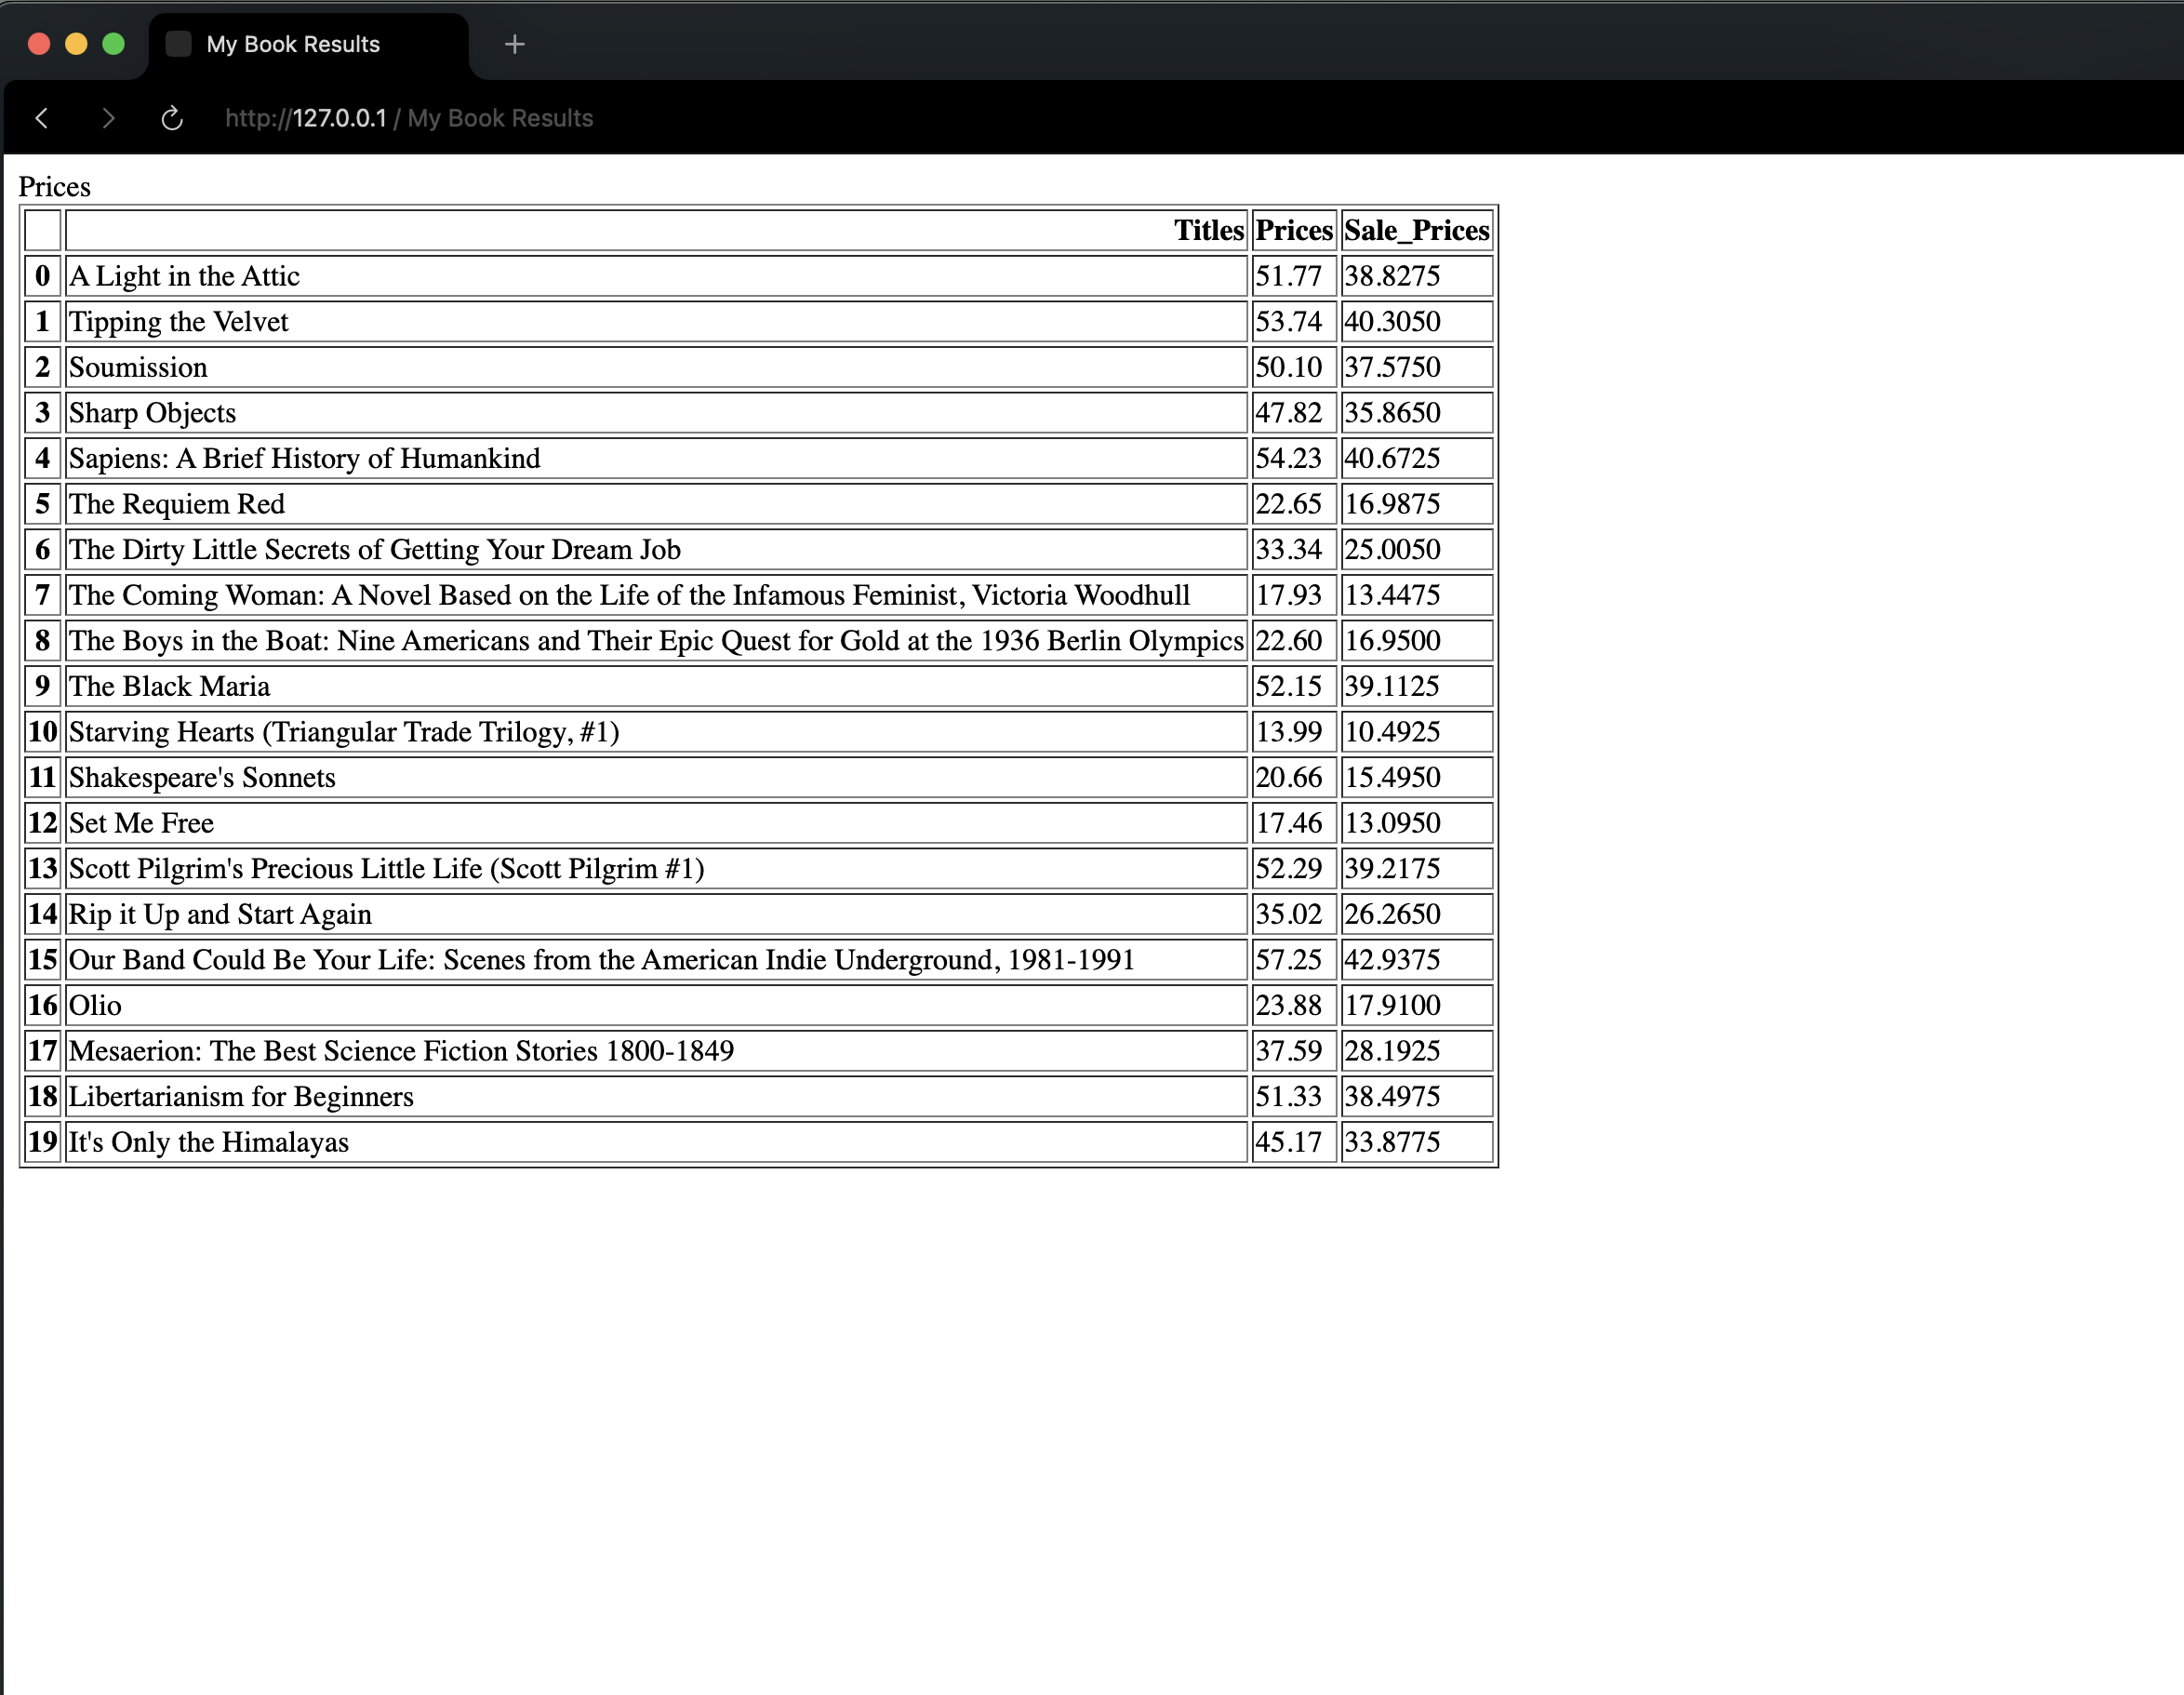 My Book Results
http://127.0.0.1 / My Book Results
Prices
Titles Prices Sale_Prices
0 A Light in the Attic 51.77 38.8275
1 Tipping the Velvet 53.74 40.3050
2 Soumission 50.10 37.5750
3 Sharp Objects 47.82 35.8650
4 Sapiens: A Brief History of Humankind 54.23 40.6725
5 The Requiem Red 22.65 16.9875
6 The Dirty Little Secrets of Getting Your Dream Job 33.34 25.0050
7 The Coming Woman: A Novel Based on the Life of the Infamous Feminist, Victoria Woodhull 17.93 13.4475
8 The Boys in the Boat: Nine Americans and Their Epic Quest for Gold at the 1936 Berlin Olympics 22.60 16.9500
9 The Black Maria 52.15 39.1125
10 Starving Hearts (Triangular Trade Trilogy, #1) 13.99 10.4925
11 Shakespeare's Sonnets 20.66 15.4950
12 Set Me Free 17.46 13.0950
13 Scott Pilgrim's Precious Little Life (Scott Pilgrim #1) 52.29 39.2175
14 Rip it Up and Start Again 35.02 26.2650
15 Our Band Could Be Your Life: Scenes from the American Indie Underground, 1981-1991 57.25 42.9375
16 Olio 23.88 17.9100
17 Mesaerion: The Best Science Fiction Stories 1800-1849 37.59 28.1925
18 Libertarianism for Beginners 51.33 38.4975
19 It's Only the Himalayas 45.17 33.8775